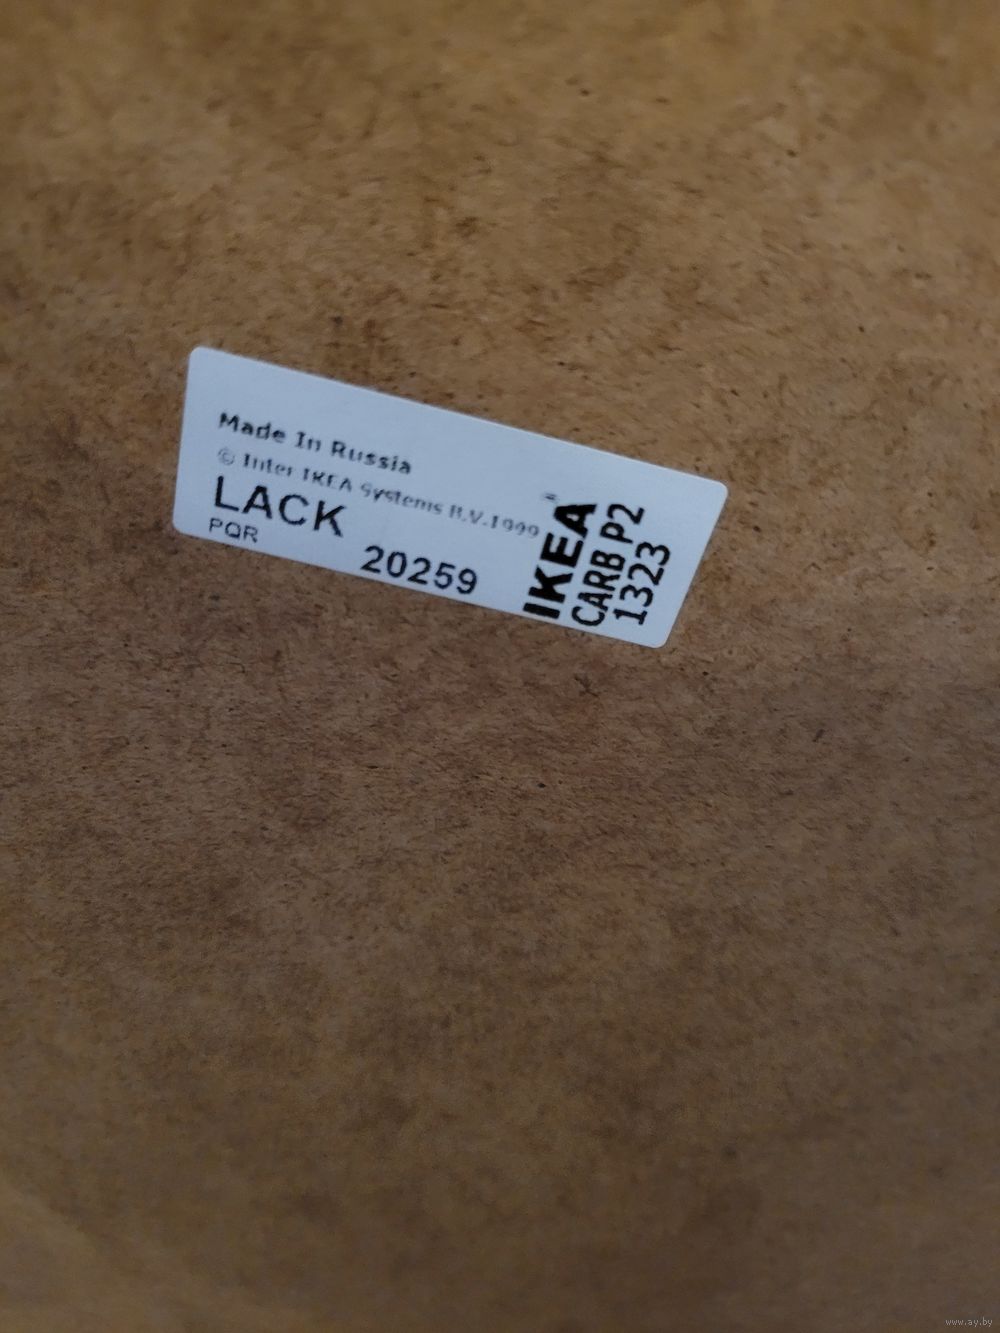 Made In Russia
© Inter IKEA Systems B.V.1999
LACK
PQR
20259
IKEA
CARB P2
1323
www.ay.by